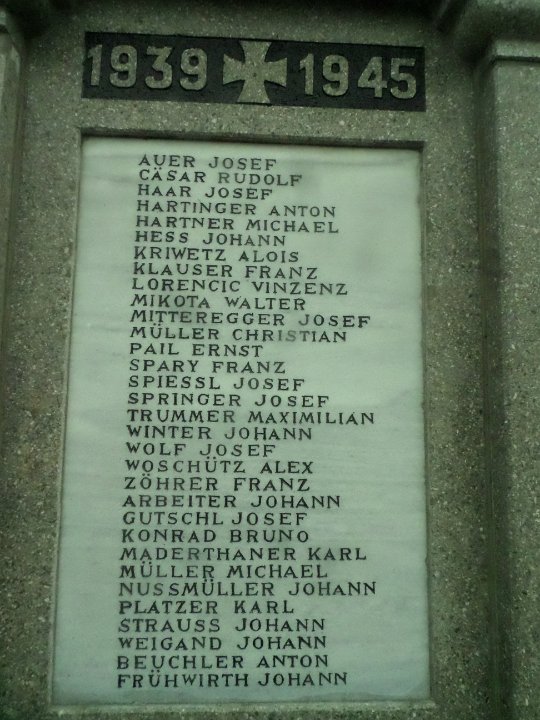 1939 1945
AUER JOSEF
CÄSAR RUDOLF
HAAR JOSEF
HARTINGER ANTON
HARTNER MICHAEL
HESS JOHANN
KRIWETZ ALOIS
KLAUSER FRANZ
LORENCIC VINZENZ
MIKOTA WALTER
MITTEREGGER JOSEF
MÜLLER CHRISTIAN
PAIL ERNST
SPARY FRANZ
SPIESSL JOSEF
SPRINGER JOSEF
TRUMMER MAXIMILIAN
WINTER JOHANN
WOLF JOSEF
WOSCHÜTZ ALEX
ZÖHRER FRANZ
ARBEITER JOHANN
GUTSCHL JOSEF
KONRAD BRUNO
MADERTHANER KARL
MÜLLER MICHAEL
NUSSMÜLLER JOHANN
PLATZER KARL
STRAUSS JOHANN
WEIGAND JOHANN
BEUCHLER ANTON
FRÜHWIRTH JOHANN